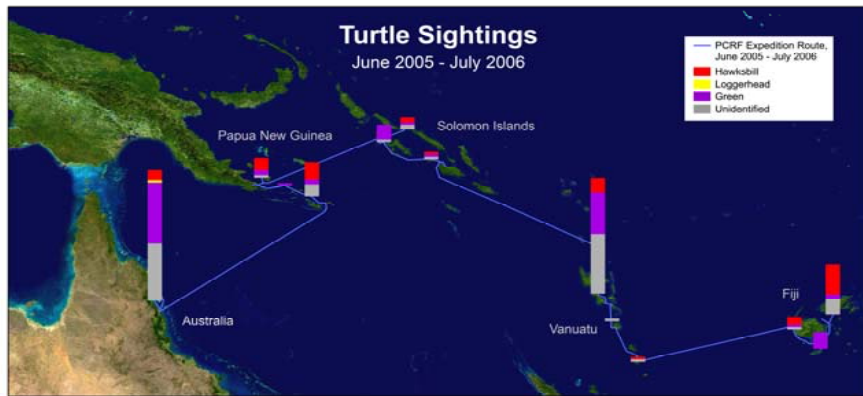 Turtle Sightings
June 2005 - July 2006
PCRF Expedition Route,
June 2005 - July 2006
Hawksbill
Loggerhead
Green
Unidentified
Papua New Guinea
Solomon Islands
Australia
Vanuatu
Fiji